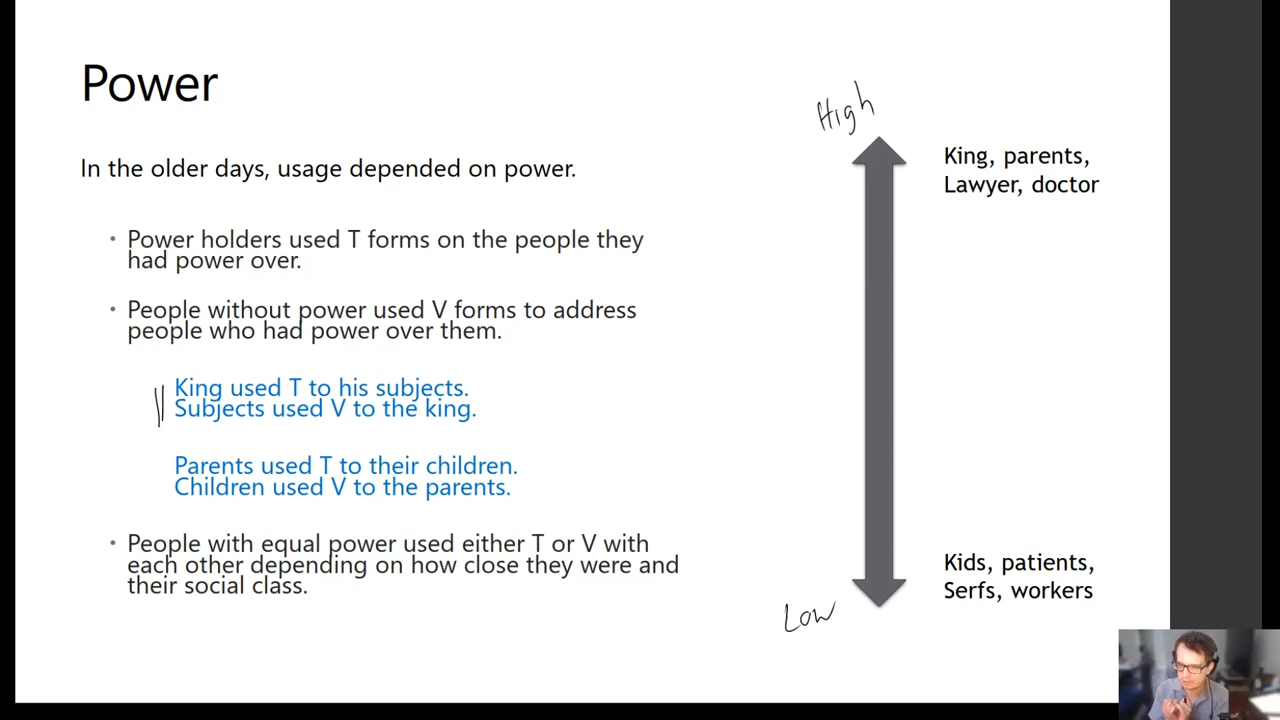 Power
In the older days, usage depended on power.
• Power holders used T forms on the people they
had power over.
• People without power used V forms to address
people who had power over them.
King used T to his subjects.
Subjects used V to the king.
Parents used T to their children.
Children used V to the parents.
• People with equal power used either T or V with
each other depending on how close they were and
their social class.
High
King, parents,
Lawyer, doctor
Kids, patients,
Serfs, workers
Low